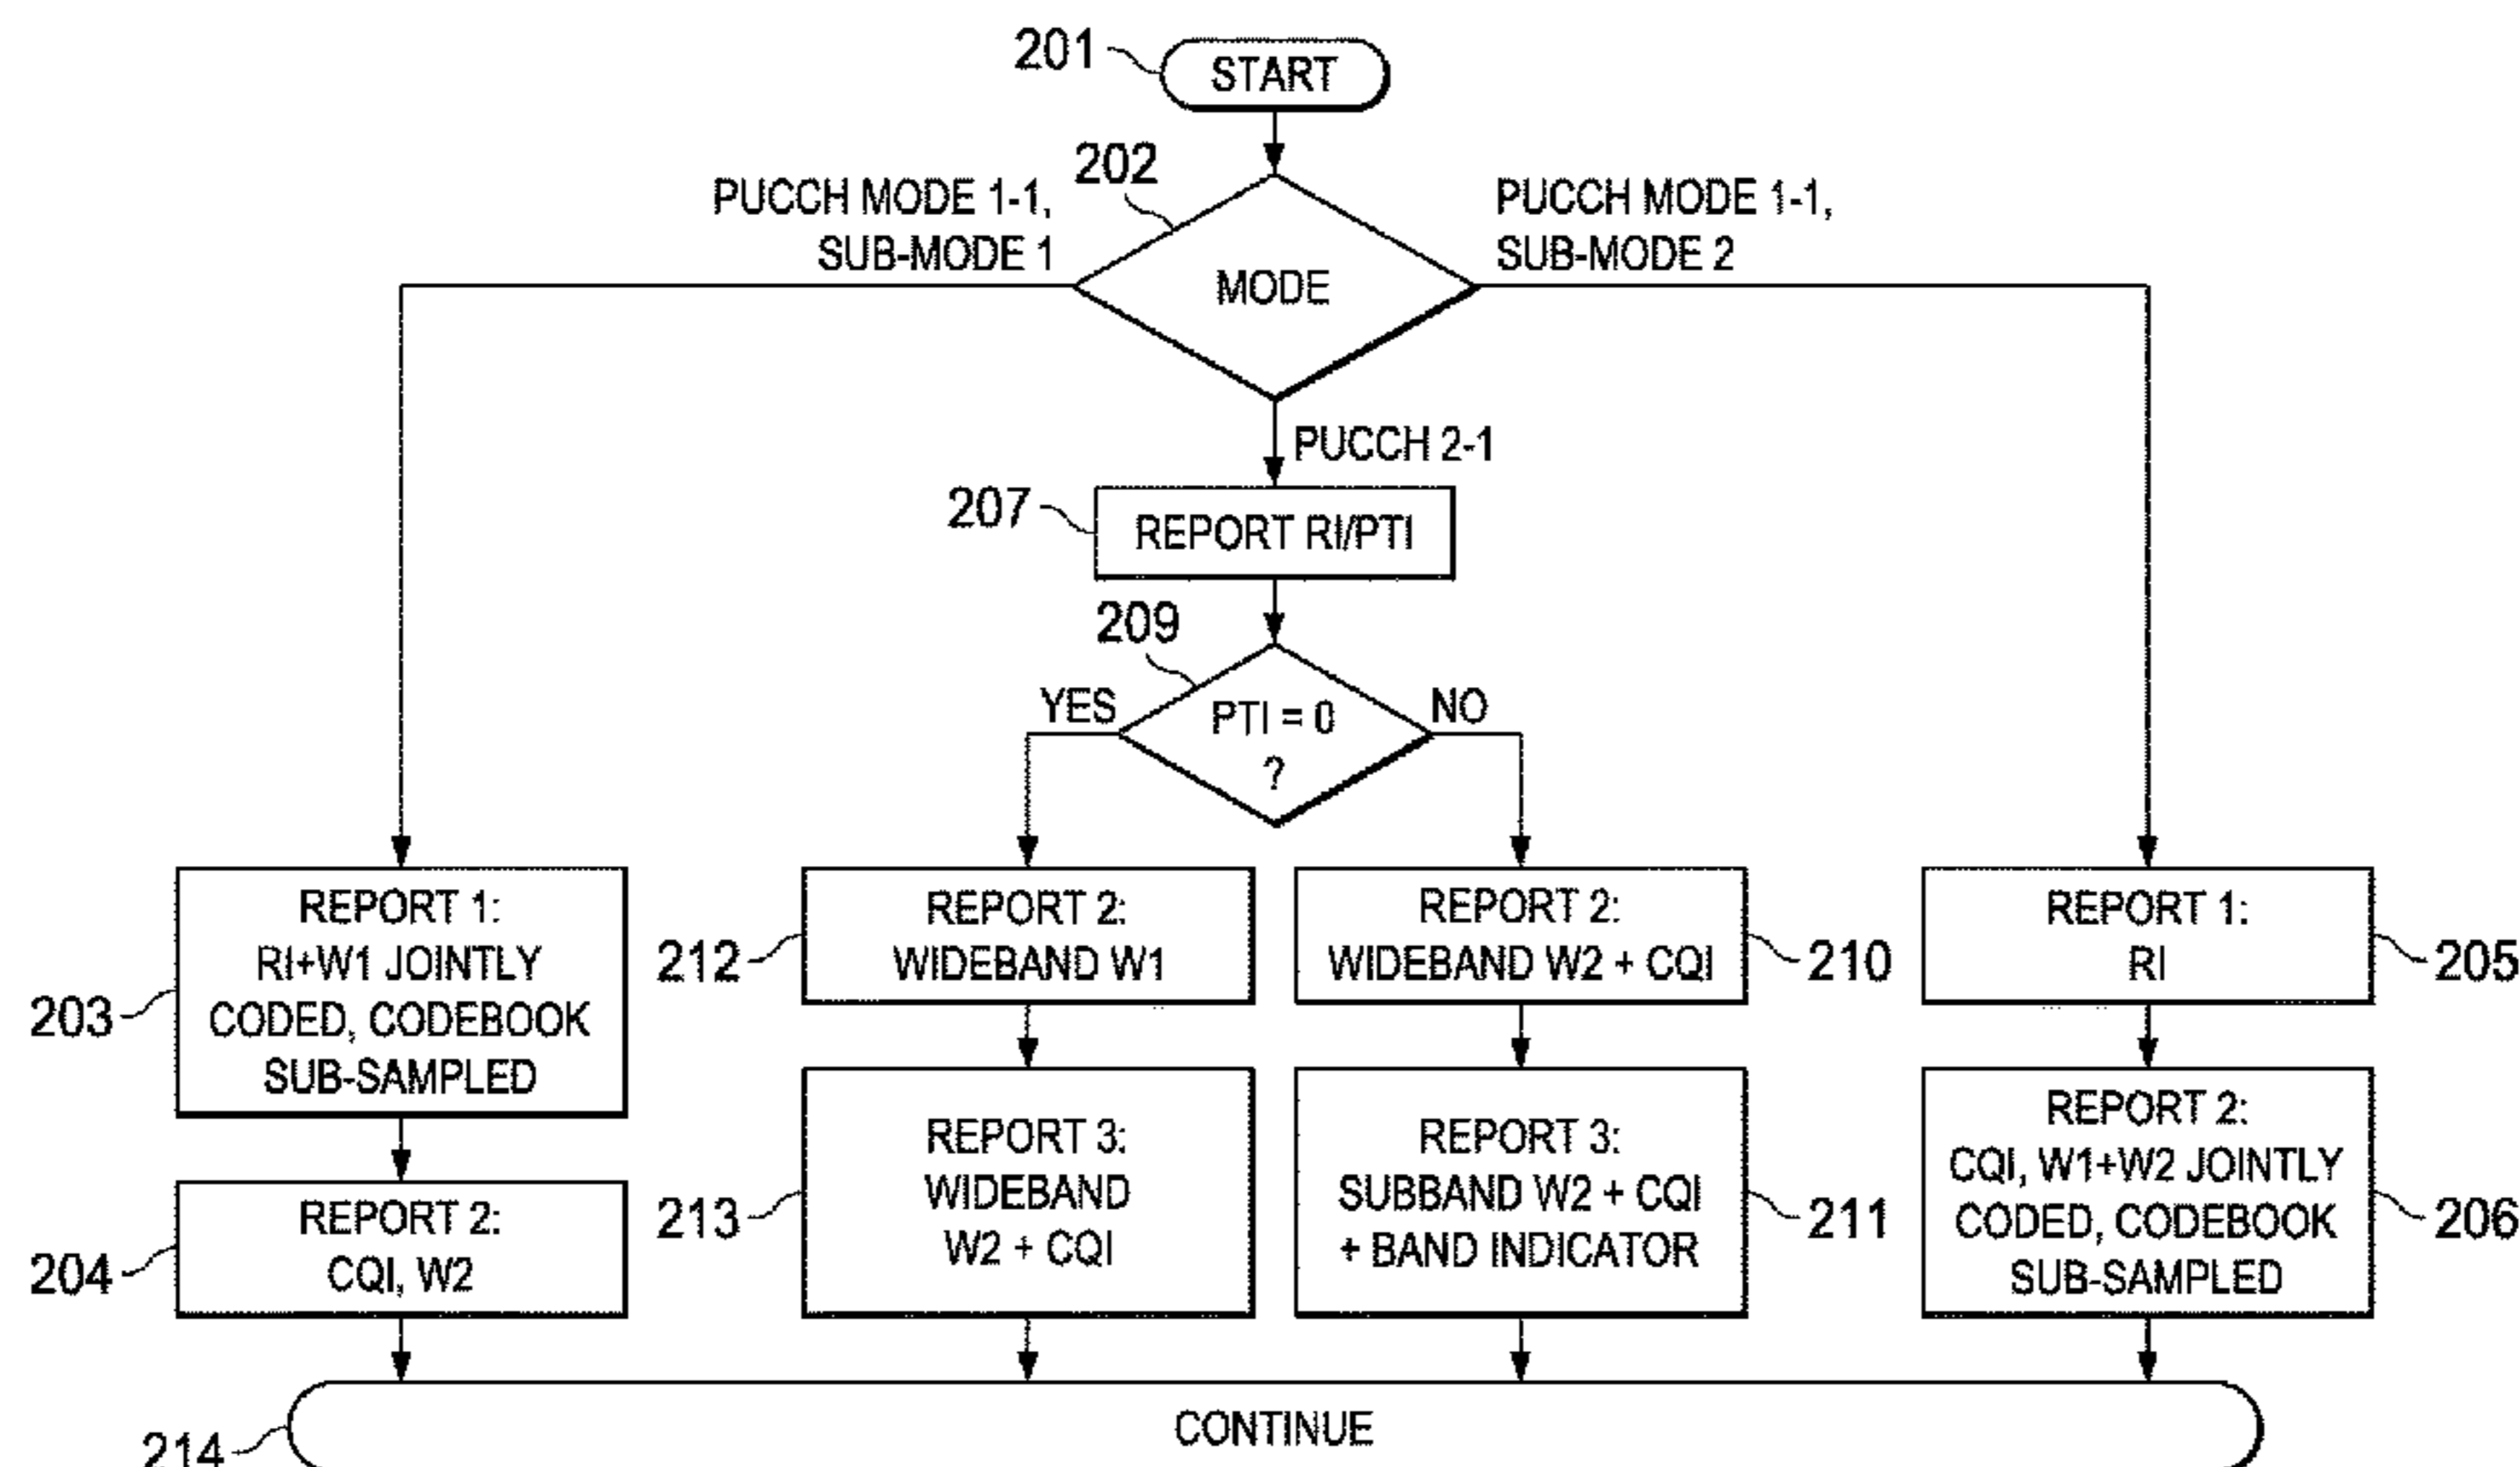 201
START
202
PUCCH MODE 1-1,
SUB-MODE 1
PUCCH MODE 1-1,
SUB-MODE 2
MODE
PUCCH 2-1
207
REPORT RI/PTI
209
YES
PTI = 0
?
NO
203
REPORT 1:
RI+W1 JOINTLY
CODED, CODEBOOK
SUB-SAMPLED
212
REPORT 2:
WIDEBAND W1
REPORT 2:
WIDEBAND W2 + CQI
210
REPORT 1:
RI
205
204
REPORT 2:
CQI, W2
213
REPORT 3:
WIDEBAND
W2 + CQI
REPORT 3:
SUBBAND W2 + CQI
+ BAND INDICATOR
211
REPORT 2:
CQI, W1+W2 JOINTLY
CODED, CODEBOOK
SUB-SAMPLED
206
214
CONTINUE